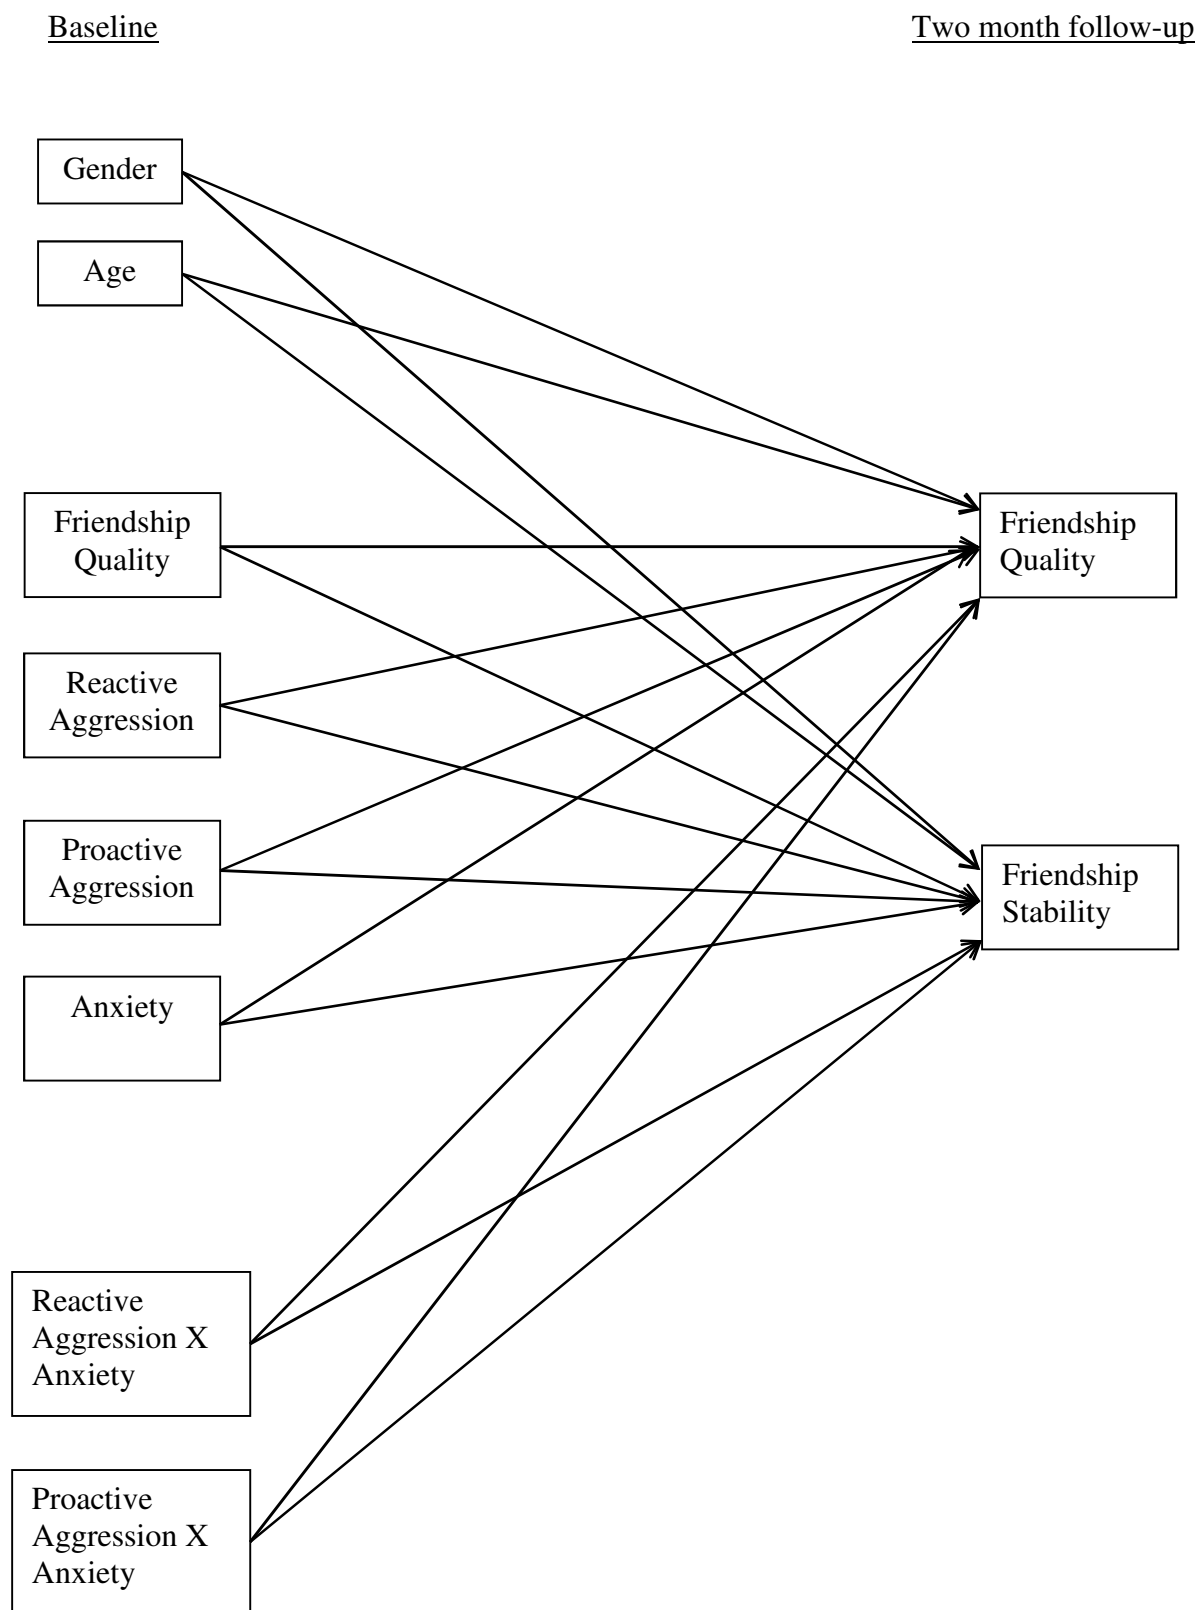 Baseline
Two month follow-up
Gender
Age
Friendship
Quality
Reactive
Aggression
Proactive
Aggression
Anxiety
Reactive
Aggression X
Anxiety
Proactive
Aggression X
Anxiety
Friendship
Quality
Friendship
Stability